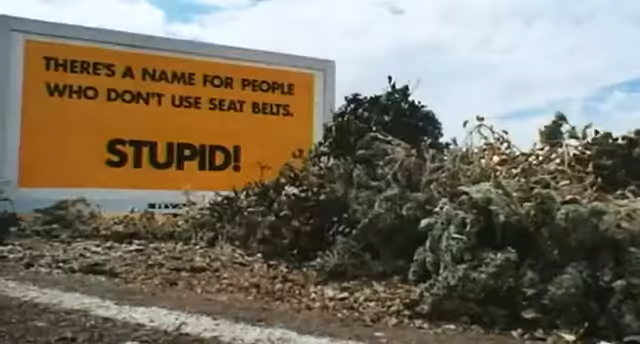 THERE'S A NAME FOR PEOPLE
WHO DON'T USE SEAT BELTS.
STUPID!